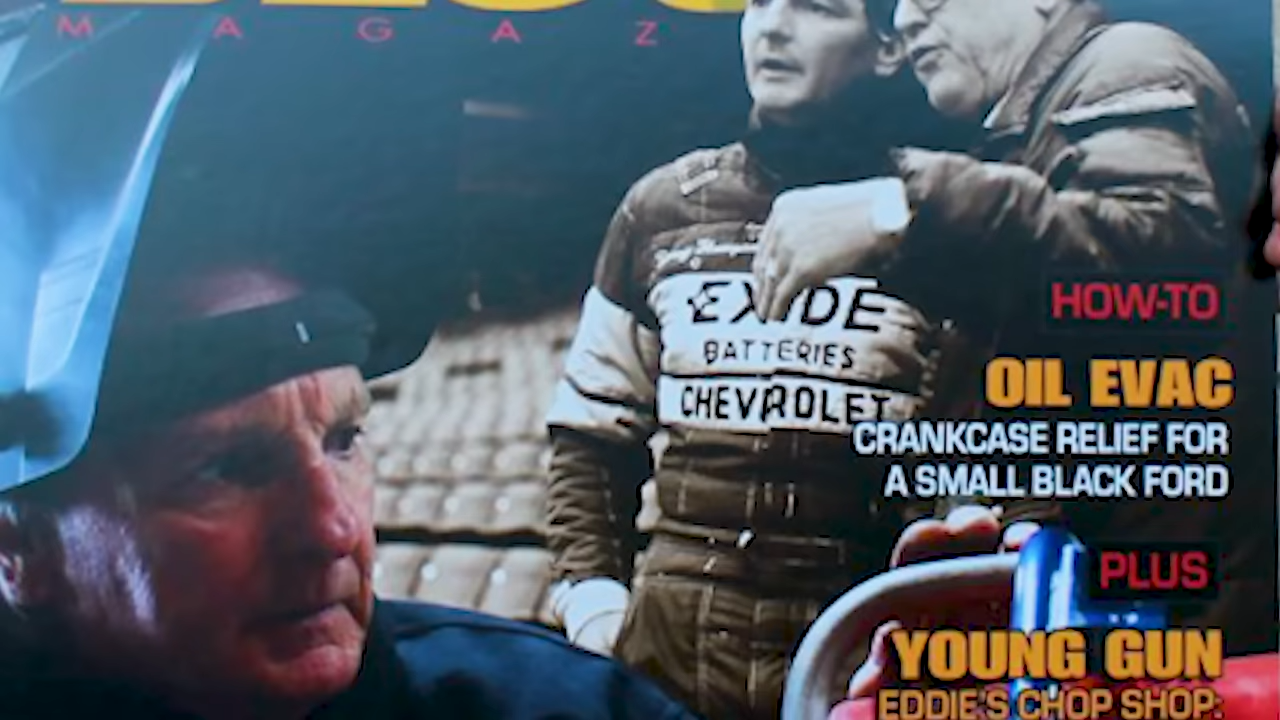 M A G A Z
EXIDE
BATTERIES
CHEVROLET
HOW-TO
OIL EVAC
CRANKCASE RELIEF FOR
A SMALL BLACK FORD
PLUS
YOUNG GUN
EDDIE'S CHOP SHOP: